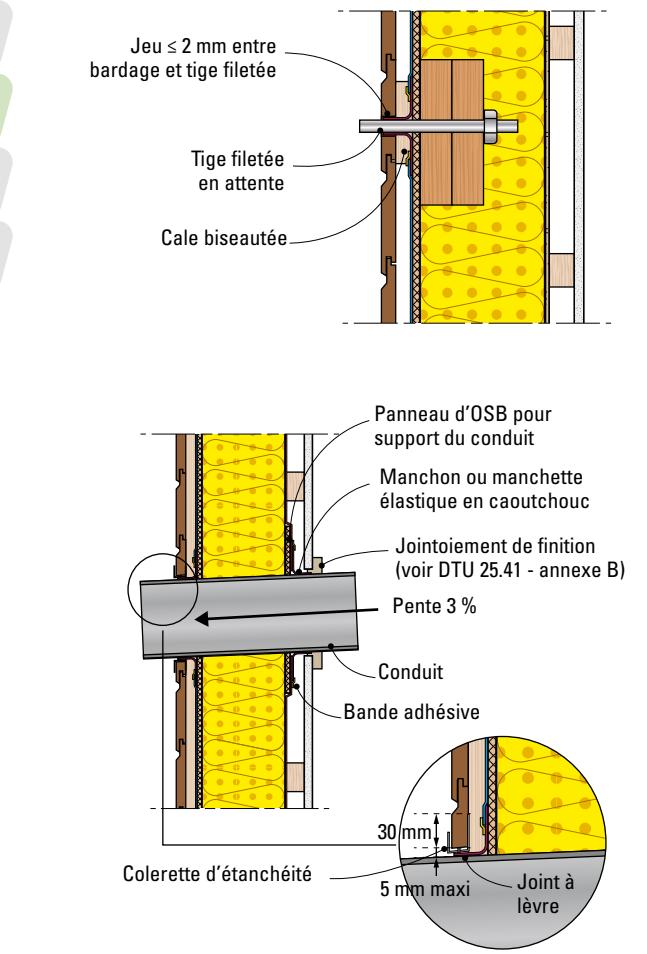 Jeu ≤ 2 mm entre
bardage et tige filetée
Tige filetée
en attente
Cale biseautée
Panneau d'OSB pour
support du conduit
Manchon ou manchette
élastique en caoutchouc
Jointoiement de finition
(voir DTU 25.41 - annexe B)
Pente 3 %
Conduit
Bande adhésive
30 mm
Colerette d'étanchéité
5 mm maxi
Joint à
lèvre